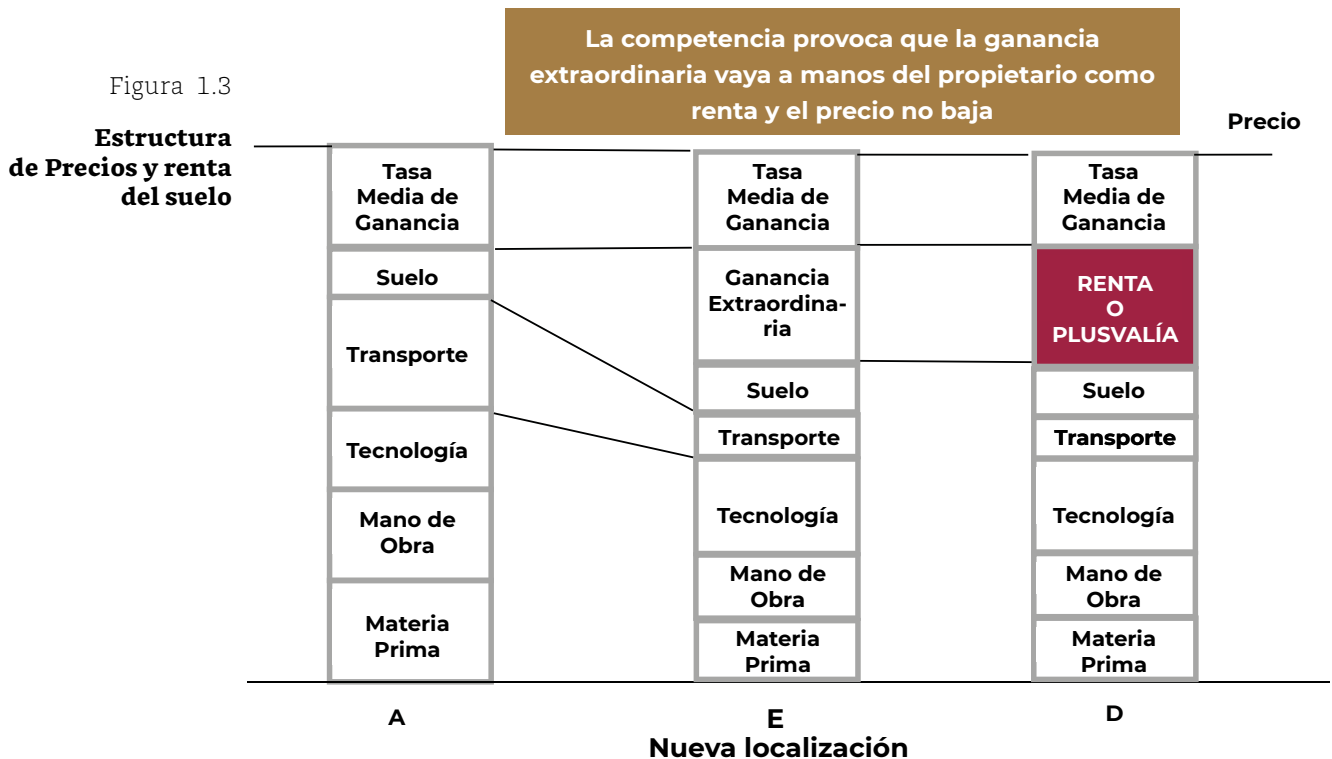 Figura 1.3
Estructura
de Precios y renta
del suelo
La competencia provoca que la ganancia
extraordinaria vaya a manos del propietario como
renta y el precio no baja
Precio
Tasa
Media de
Ganancia
Suelo
Transporte
Tecnología
Mano de
Obra
Materia
Prima
A
Tasa
Media de
Ganancia
Ganancia
Extraordina-
ria
Suelo
Transporte
Tecnología
Mano de
Obra
Materia
Prima
E
Tasa
Media de
Ganancia
RENTA
O
PLUSVALÍA
Suelo
Transporte
Tecnología
Mano de
Obra
Materia
Prima
D
Nueva localización